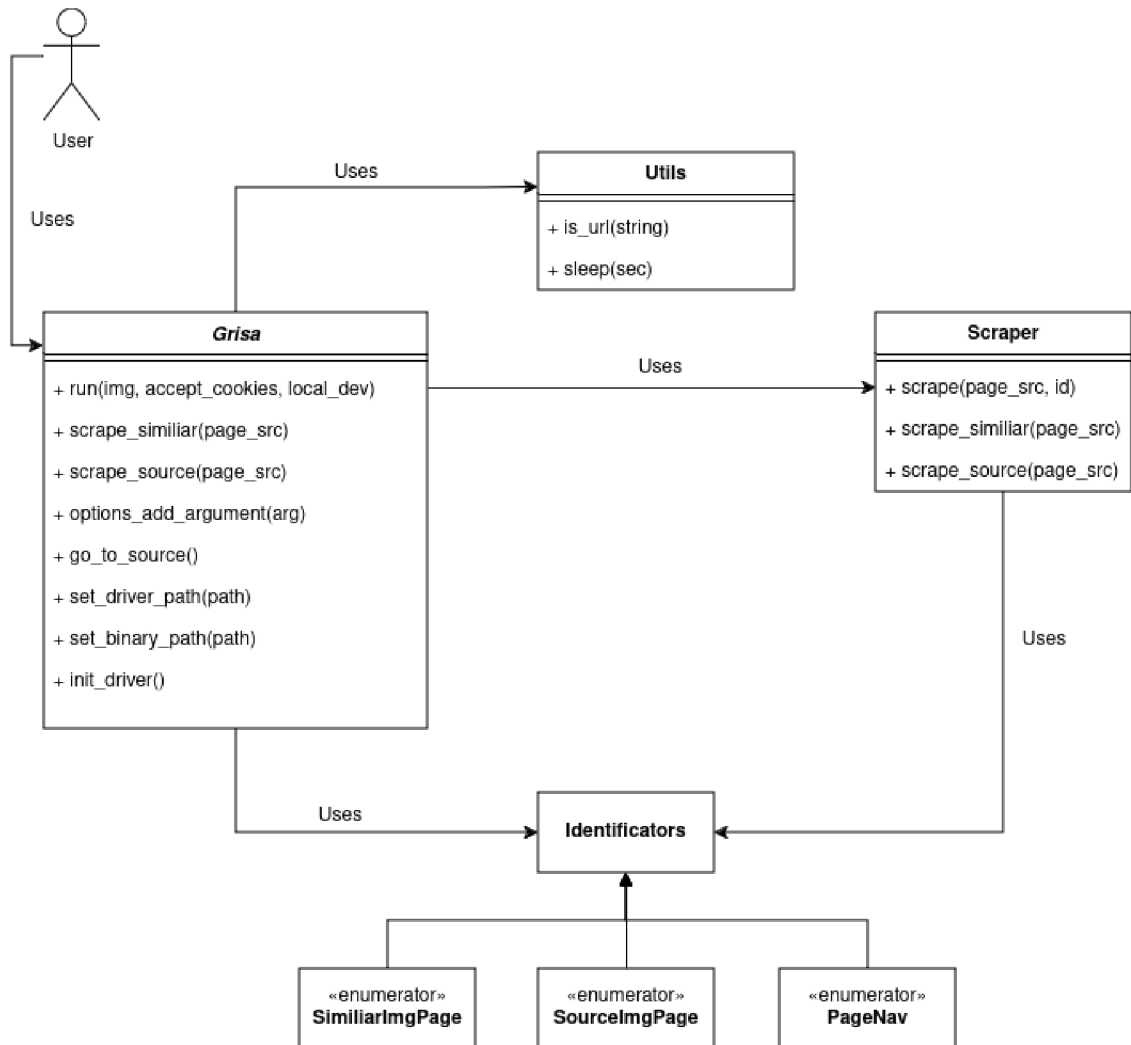 User
Uses
Uses
Utils
+ is_url(string)
+ sleep(sec)
Grisa
+ run(img, accept_cookies, local_dev)
+ scrape_similiar(page_src)
+ scrape_source(page_src)
+ options_add_argument(arg)
+ go_to_source()
+ set_driver_path(path)
+ set_binary_path(path)
+ init_driver()
Uses
Scraper
+ scrape(page_src, id)
+ scrape_similiar(page_src)
+ scrape_source(page_src)
Uses
Uses
Identificators
«enumerator»
SimiliarImgPage
«enumerator»
SourceImgPage
«enumerator»
PageNav